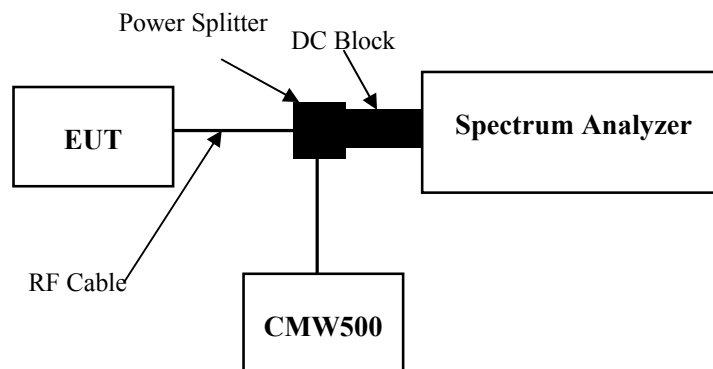 Power Splitter
DC Block
EUT
Spectrum Analyzer
RF Cable
CMW500